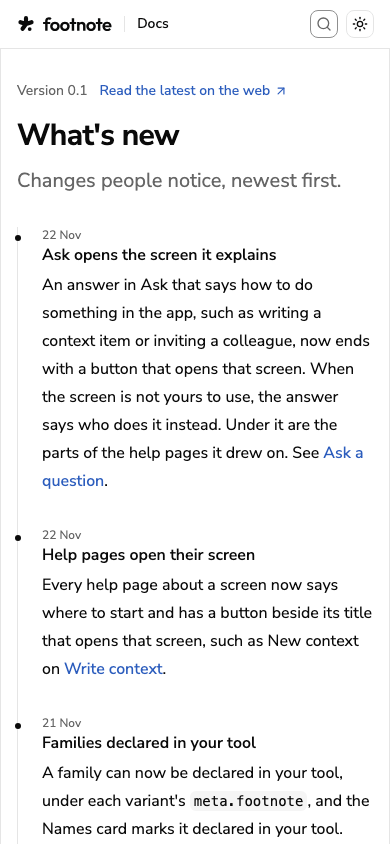 footnote Docs
Version 0.1 Read the latest on the web ↗
What's new
Changes people notice, newest first.
22 Nov
Ask opens the screen it explains
An answer in Ask that says how to do
something in the app, such as writing a
context item or inviting a colleague, now ends
with a button that opens that screen. When
the screen is not yours to use, the answer
says who does it instead. Under it are the
parts of the help pages it drew on. See Ask a
question.
22 Nov
Help pages open their screen
Every help page about a screen now says
where to start and has a button beside its title
that opens that screen, such as New context
on Write context.
21 Nov
Families declared in your tool
A family can now be declared in your tool,
under each variant's meta.footnote, and the
Names card marks it declared in your tool.